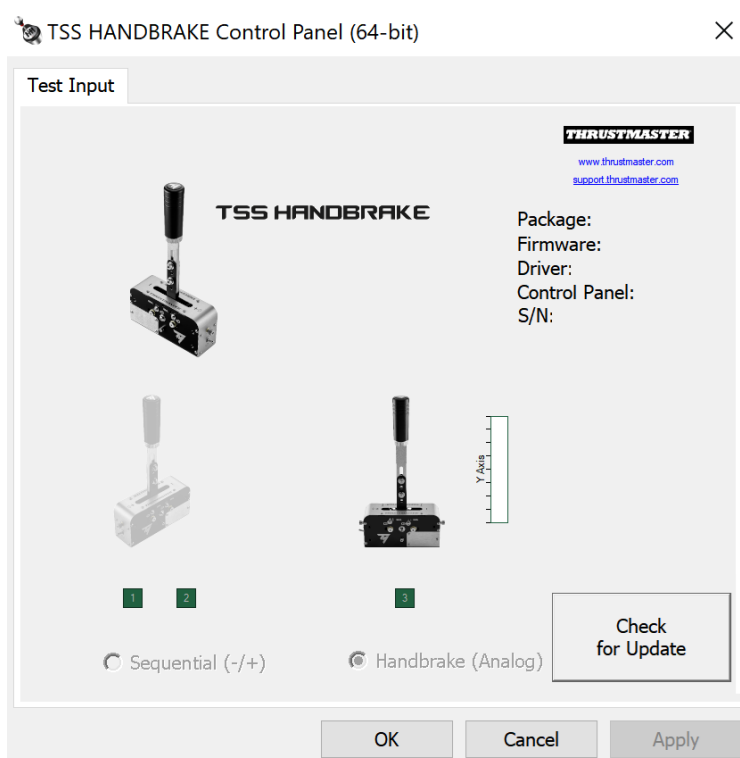 TSS HANDBRAKE Control Panel (64-bit)
Test Input
THRUSTMASTER
www.thrustmaster.com
support.thrustmaster.com
TSS HANDBRAKE
Package:
Firmware:
Driver:
Control Panel:
S/N:
Y Axis
1
2
3
Check
for Update
Sequential (-/+)
Handbrake (Analog)
OK
Cancel
Apply